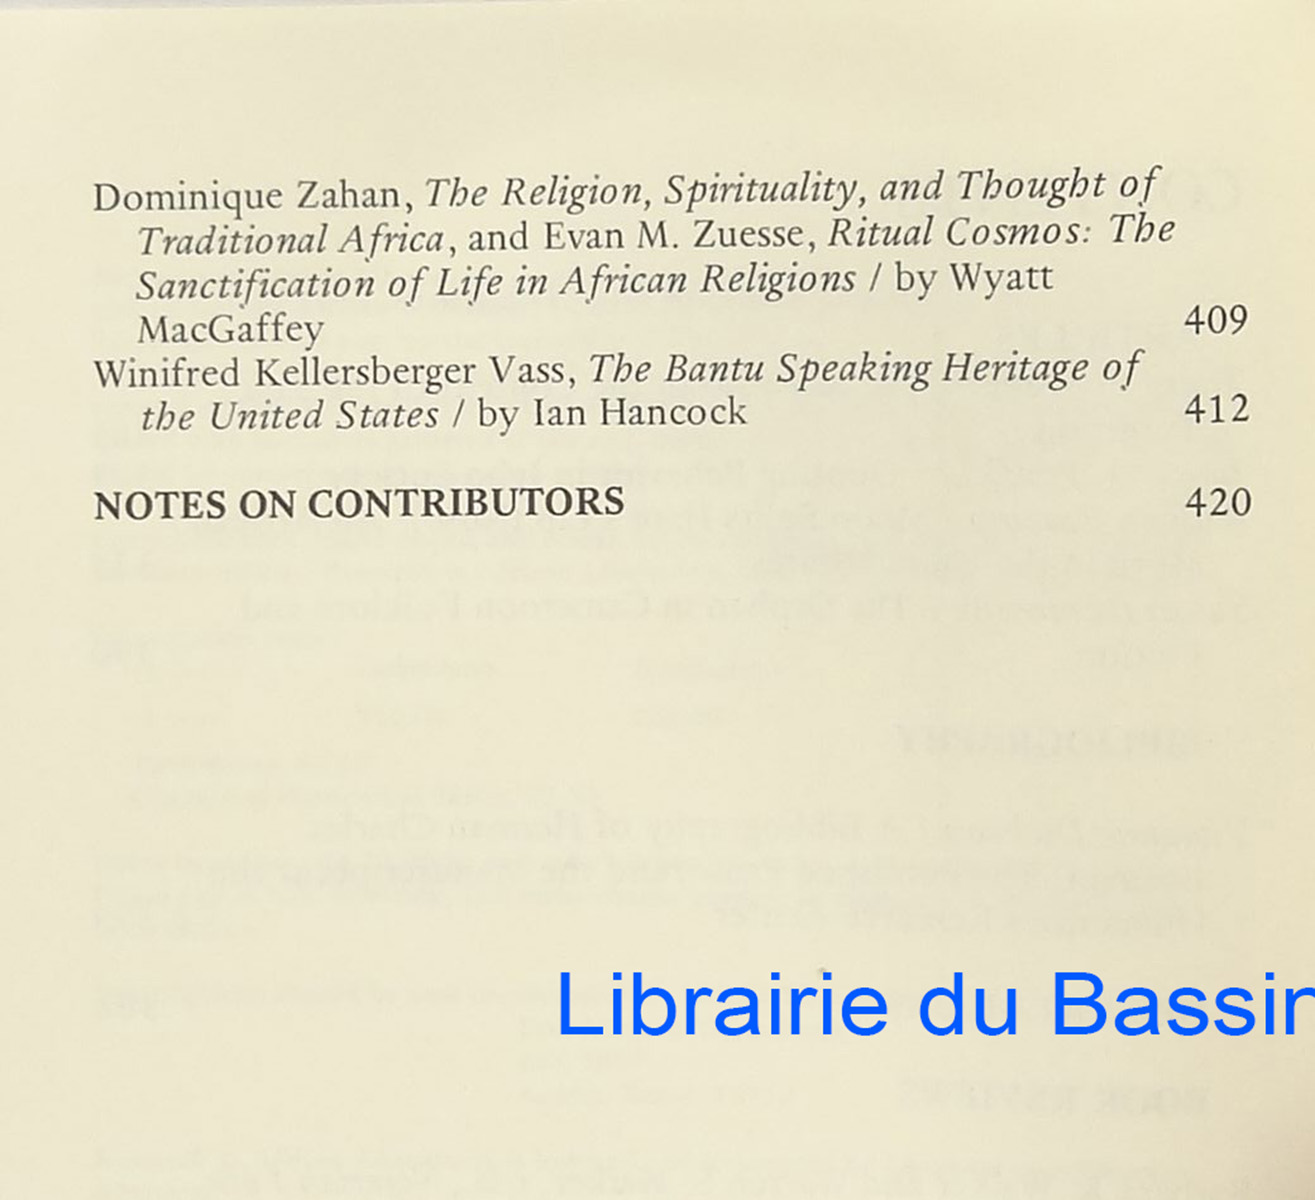 Dominique Zahan, The Religion, Spirituality, and Thought of
Traditional Africa, and Evan M. Zuesse, Ritual Cosmos: The
Sanctification of Life in African Religions / by Wyatt
MacGaffey 409
Winifred Kellersberger Vass, The Bantu Speaking Heritage of
the United States / by Ian Hancock 412
NOTES ON CONTRIBUTORS 420
Librairie du Bassin